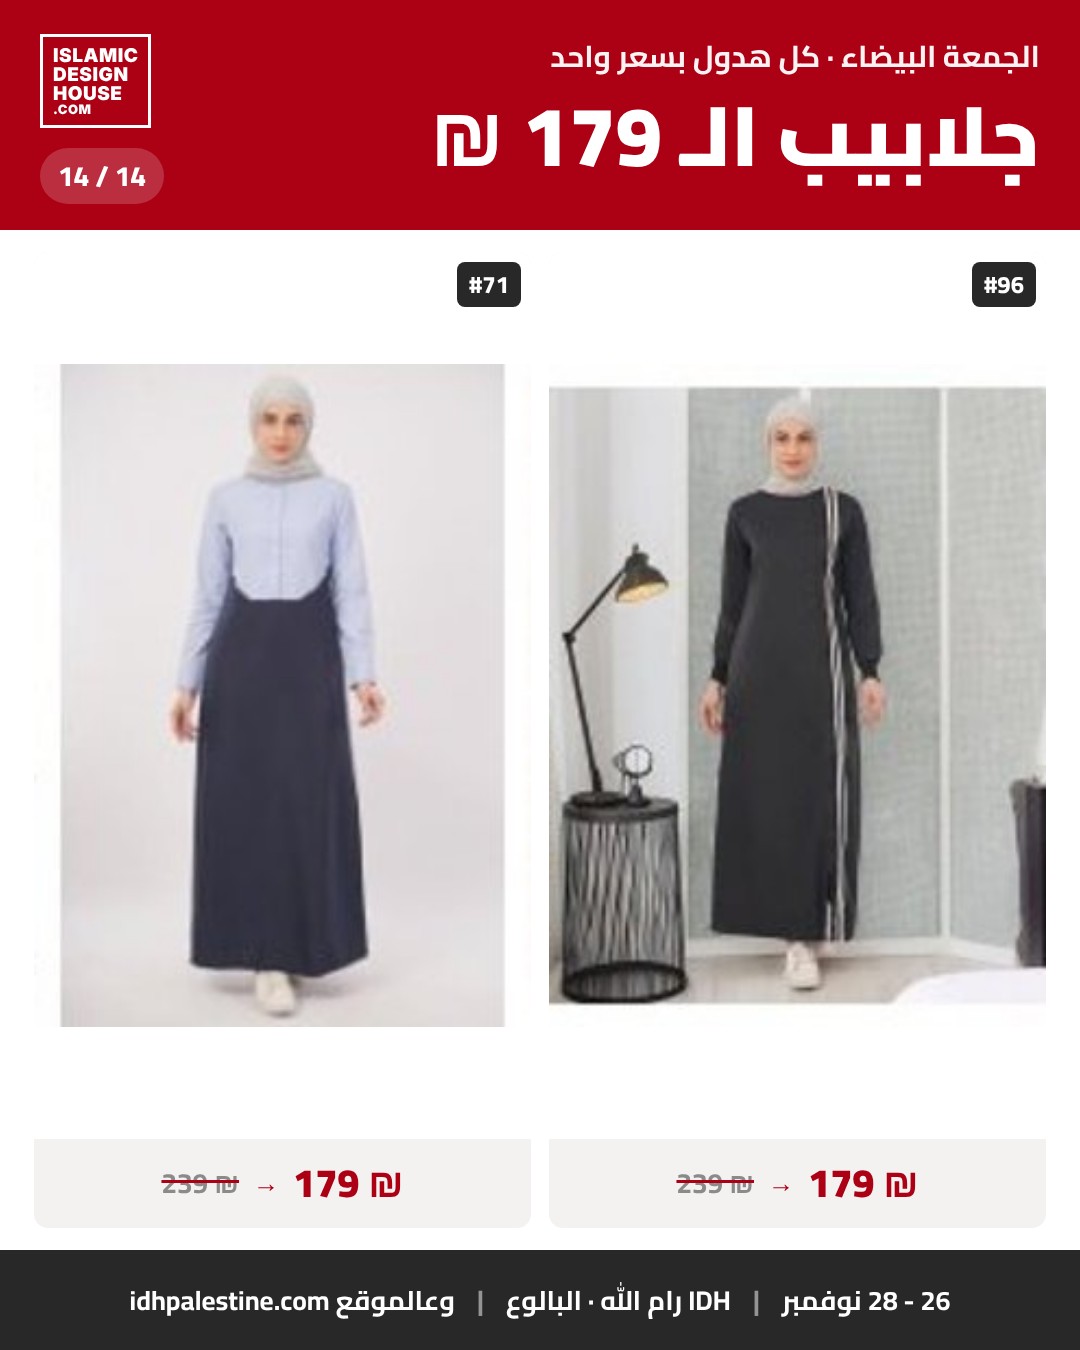 ISLAMIC
DESIGN
HOUSE
.COM
الجمعة البيضاء · كل هدول بسعر واحد
جلابيب الـ 179 ₪
14 / 14
#96
#71
239 ₪ → 179 ₪
239 ₪ → 179 ₪
26 - 28 نوفمبر | IDH رام الله · البالوع | وعالموقع idhpalestine.com